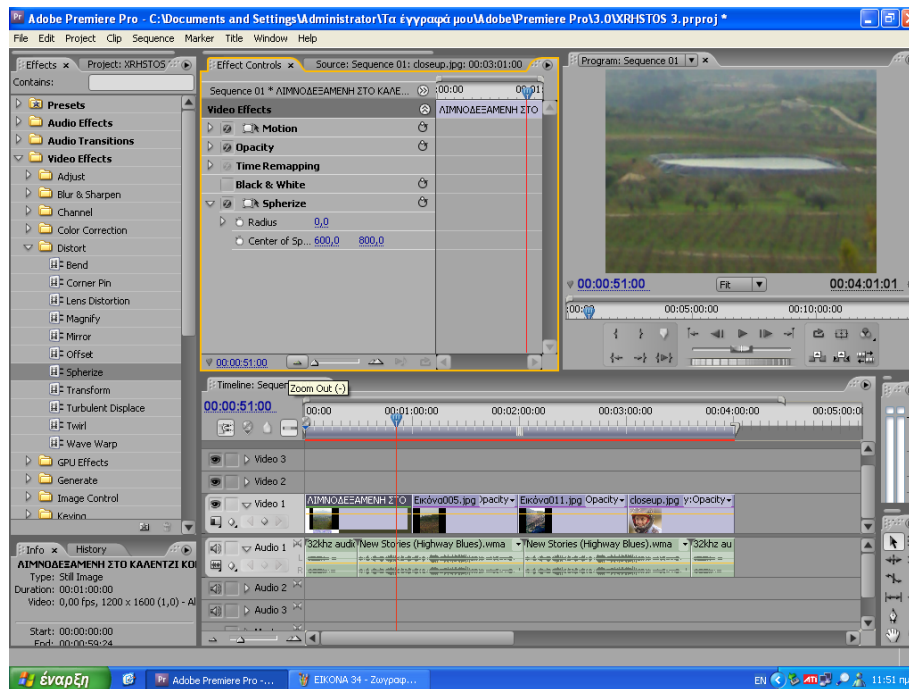 Adobe Premiere Pro - C:\Documents and Settings\Administrator\Τα έγγραφά μου\Adobe\Premiere Pro\3.0\XRHSTOS 3.prproj *
File Edit Project Clip Sequence Marker Title Window Help
Effects x Project: XRHSTOS
Contains:
Presets
Audio Effects
Audio Transitions
Video Effects
Adjust
Blur & Sharpen
Channel
Color Correction
Distort
Bend
Corner Pin
Lens Distortion
Magnify
Mirror
Offset
Spherize
Transform
Turbulent Displace
Twirl
Wave Warp
GPU Effects
Generate
Image Control
Keying
Effect Controls x Source: Sequence 01: closeup.jpg: 00:03:01:00
Sequence 01 * ΛΙΜΝΟΔΕΞΑΜΕΝΗ ΣΤΟ ΚΑΛΕ...
:00:00
Video Effects
ΛΙΜΝΟΔΕΞΑΜΕΝΗ ΣΤΟ
Motion
Opacity
Time Remapping
Black & White
Spherize
Radius 0,0
Center of Sp... 600,0 800,0
00:00:51:00
Zoom Out (-)
Program: Sequence 01 x
00:00:51:00 Fit 00:04:01:01
00:05:00:00 00:10:00:00
Timeline: Sequen
00:00:51:00
00:00 00:01:00:00 00:02:00:00 00:03:00:00 00:04:00:00 00:05:00:0
Video 3
Video 2
Video 1
ΛΙΜΝΟΔΕΞΑΜΕΝΗ ΣΤΟ Εικόνα005.jpg )pacity Εικόνα011.jpg Opacity closeup.jpg y:Opacity
Audio 1
32khz audi New Stories (Highway Blues).wma New Stories (Highway Blues).wma 32khz au
L
R
Audio 2
Audio 3
Info x History
ΛΙΜΝΟΔΕΞΑΜΕΝΗ ΣΤΟ ΚΑΛΕΝΤΖΙ ΚΟΙ
Type: Still Image
Duration: 00:01:00:00
Video: 0,00 fps, 1200 x 1600 (1,0) - Al
Start: 00:00:00:00
End: 00:00:59:24
έναρξη
Adobe Premiere Pro -...
ΕΙΚΟΝΑ 34 - Ζωγραφ...
EN
11:51 πμ